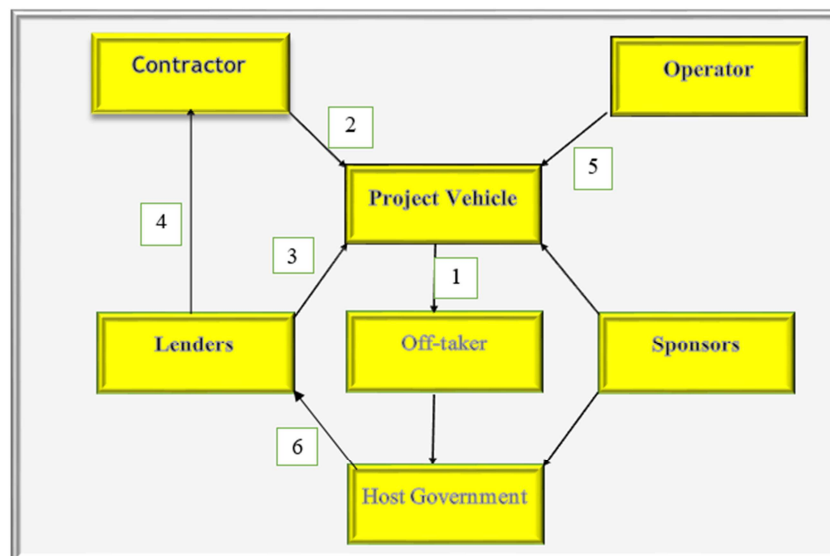 Contractor
Operator
2
5
Project Vehicle
4
3
1
Lenders
Off-taker
Sponsors
6
Host Government